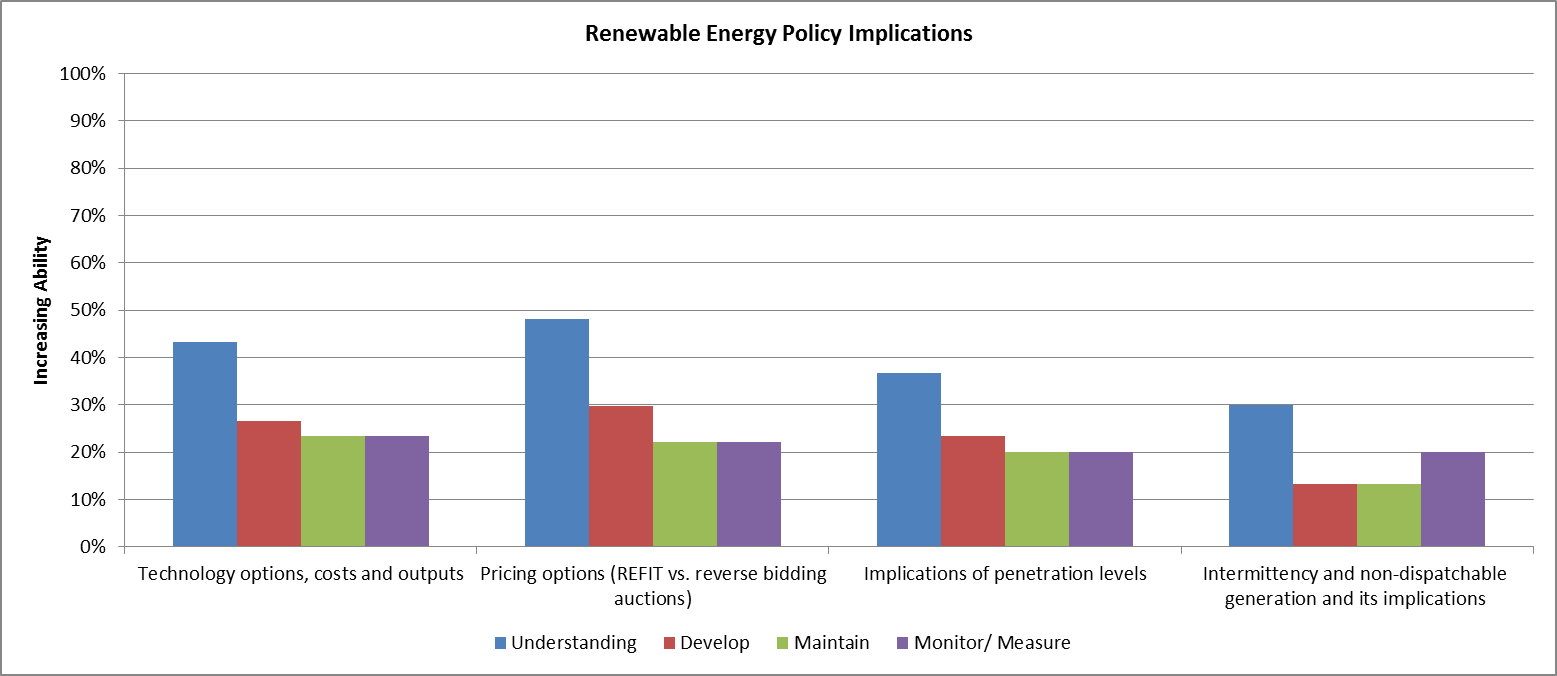 Renewable Energy Policy Implications
100%
90%
80%
70%
60%
50%
40%
30%
20%
10%
0%
Increasing Ability
Technology options, costs and outputs
Pricing options (REFIT vs. reverse bidding
auctions)
Implications of penetration levels
Intermittency and non-dispatchable
generation and its implications
Understanding
Develop
Maintain
Monitor/ Measure